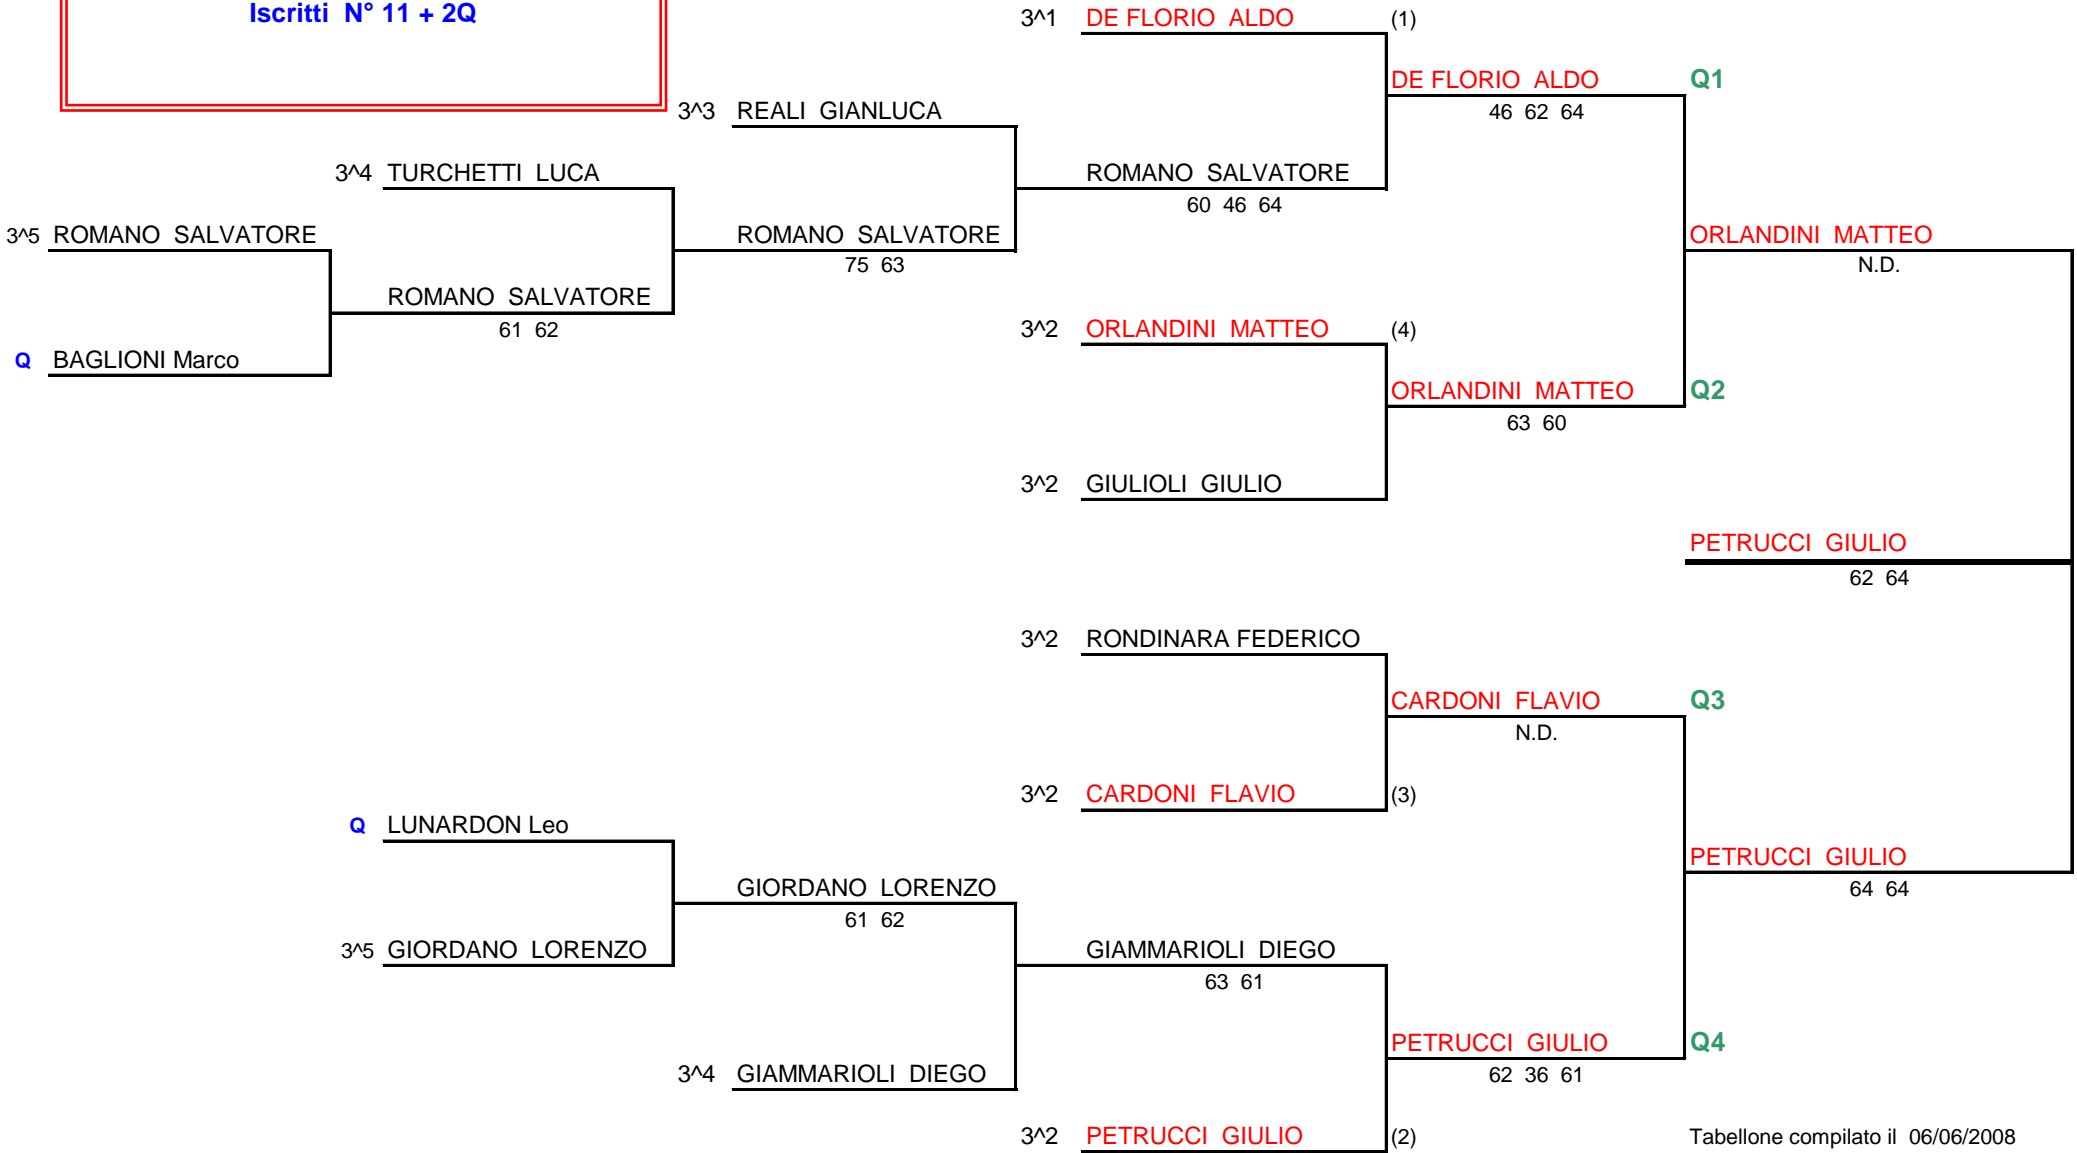 Iscritti N° 11 + 2Q
3^1 DE FLORIO ALDO (1)
DE FLORIO ALDO Q1
46 62 64
3^3 REALI GIANLUCA
3^4 TURCHETTI LUCA
ROMANO SALVATORE
60 46 64
3^5 ROMANO SALVATORE
ROMANO SALVATORE
75 63
ORLANDINI MATTEO
N.D.
ROMANO SALVATORE
61 62
3^2 ORLANDINI MATTEO (4)
Q BAGLIONI Marco
ORLANDINI MATTEO Q2
63 60
3^2 GIULIOLI GIULIO
PETRUCCI GIULIO
62 64
3^2 RONDINARA FEDERICO
CARDONI FLAVIO Q3
N.D.
3^2 CARDONI FLAVIO (3)
Q LUNARDON Leo
PETRUCCI GIULIO
64 64
GIORDANO LORENZO
61 62
3^5 GIORDANO LORENZO
GIAMMARIOLI DIEGO
63 61
PETRUCCI GIULIO Q4
62 36 61
3^4 GIAMMARIOLI DIEGO
3^2 PETRUCCI GIULIO (2)
Tabellone compilato il 06/06/2008